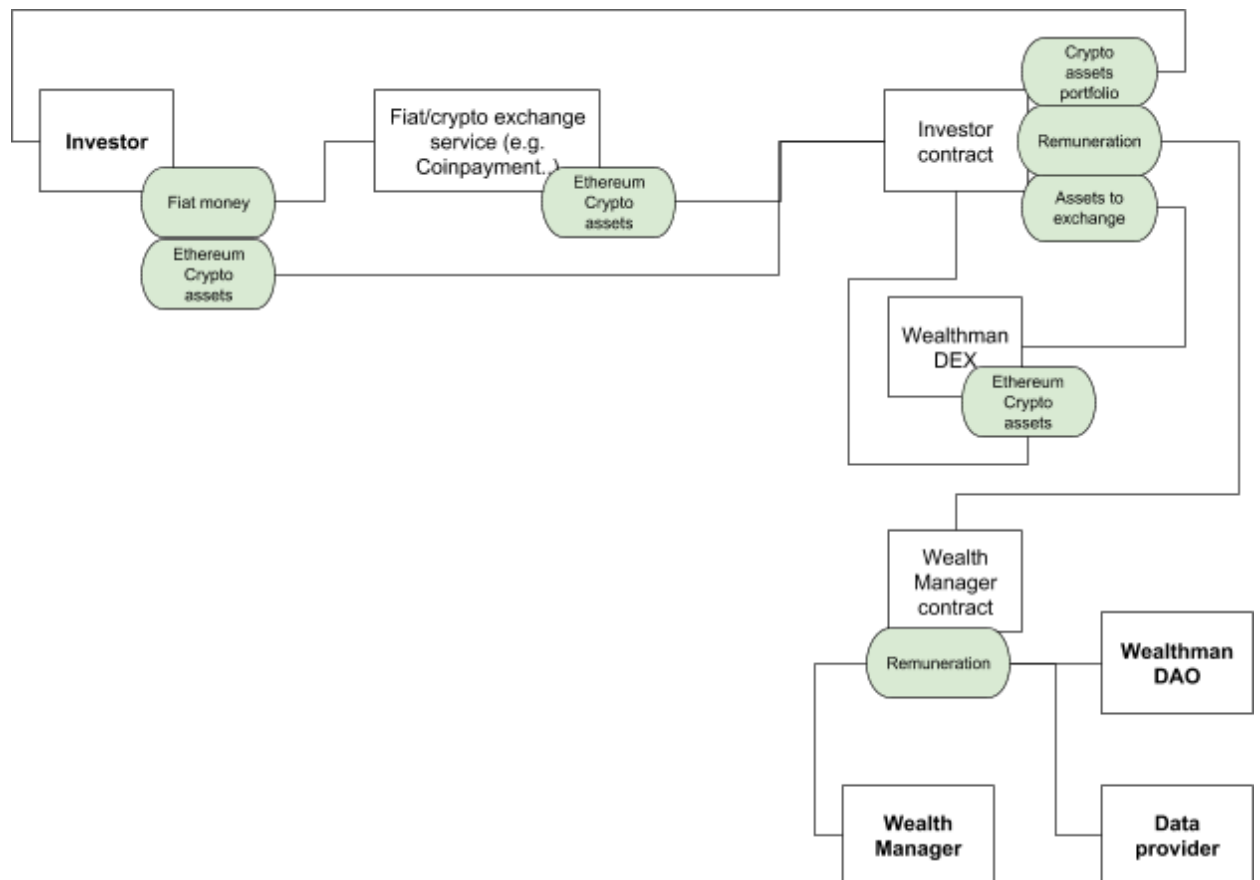 Crypto
assets
portfolio
Investor
Fiat/crypto exchange
service (e.g.
Coinpayment..)
Investor
contract
Remuneration
Fiat money
Ethereum
Crypto
assets
Assets to
exchange
Ethereum
Crypto
assets
Wealthman
DEX
Ethereum
Crypto
assets
Wealth
Manager
contract
Remuneration
Wealthman
DAO
Wealth
Manager
Data
provider